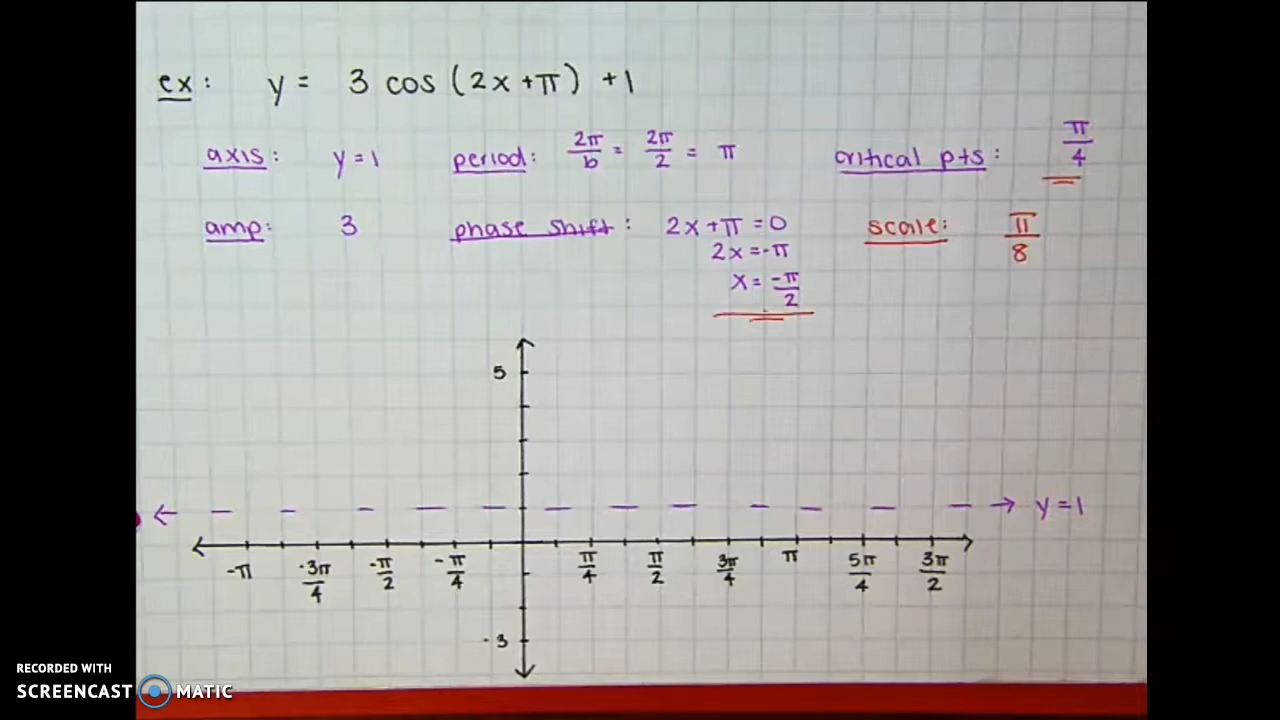 ex: y = 3 cos (2x + π) + 1
axis: y = 1 period: 2π/b = 2π/2 = π critical pts: π/4
amp: 3 phase shift: 2x + π = 0 scale: π/8
2x = -π
x = -π/2
5
y = 1
-π -3π/4 -π/2 -π/4 π/4 π/2 3π/4 π 5π/4 3π/2
-3
RECORDED WITH
SCREENCAST MATIC